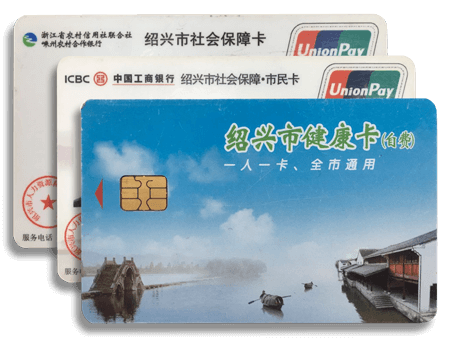 浙江省农村信用社联合社
嵊州农村合作银行
绍兴市社会保障卡
UnionPay
ICBC 中国工商银行 绍兴市社会保障·市民卡
UnionPay
绍兴市健康卡(自费)
一人一卡、全市通用
服务电话
服务电话